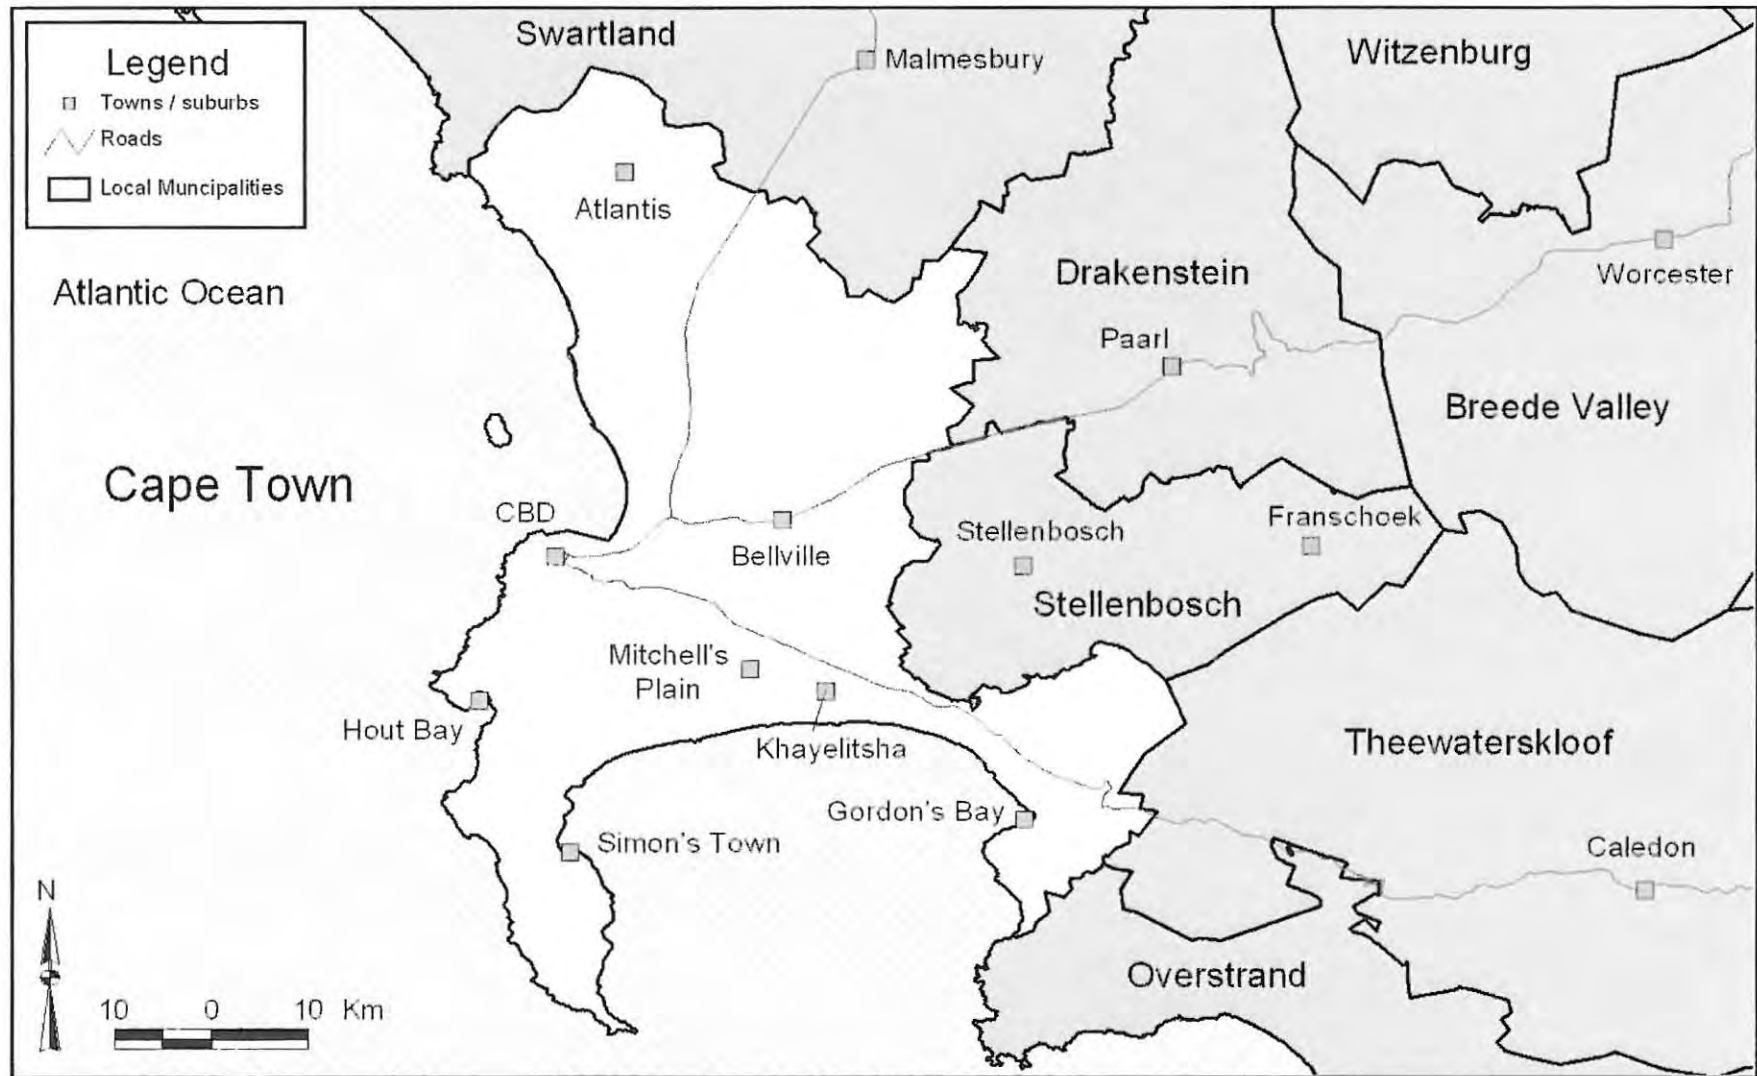 Legend
Towns / suburbs
Roads
Local Muncipalities
Swartland
Malmesbury
Witzenburg
Atlantis
Atlantic Ocean
Drakenstein
Worcester
Paarl
Breede Valley
Cape Town
CBD
Bellville
Stellenbosch
Franschoek
Stellenbosch
Mitchell's
Plain
Hout Bay
Khayelitsha
Theewaterskloof
Gordon's Bay
Simon's Town
Caledon
Overstrand
N
10 0 10 Km